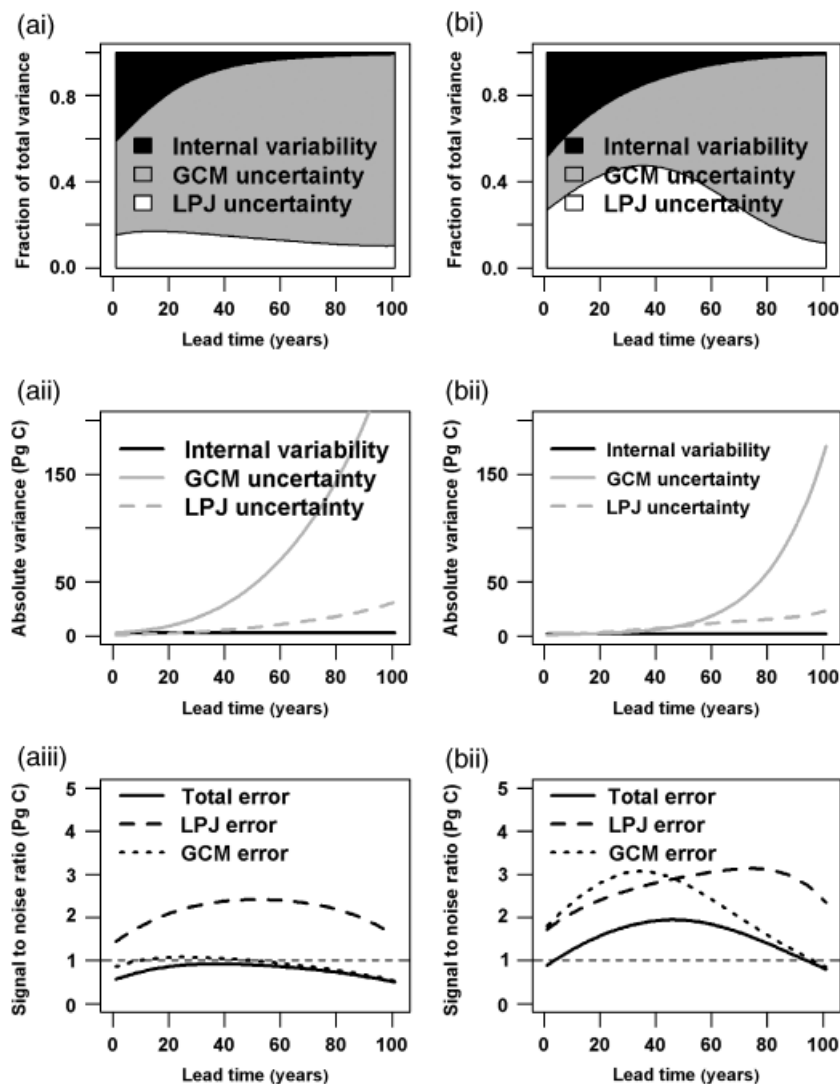 (ai)
Fraction of total variance
0.8
0.4
0.0
Internal variability
GCM uncertainty
LPJ uncertainty
0 20 40 60 80 100
Lead time (years)
(bi)
Fraction of total variance
0.8
0.4
0.0
Internal variability
GCM uncertainty
LPJ uncertainty
0 20 40 60 80 100
Lead time (years)
(aii)
Absolute variance (Pg C)
150
50
0
Internal variability
GCM uncertainty
LPJ uncertainty
0 20 40 60 80 100
Lead time (years)
(bii)
Absolute variance (Pg C)
150
50
0
Internal variability
GCM uncertainty
LPJ uncertainty
0 20 40 60 80 100
Lead time (years)
(aiii)
Signal to noise ratio (Pg C)
5
4
3
2
1
0
Total error
LPJ error
GCM error
0 20 40 60 80 100
Lead time (years)
(bii)
Signal to noise ratio (Pg C)
5
4
3
2
1
0
Total error
LPJ error
GCM error
0 20 40 60 80 100
Lead time (years)